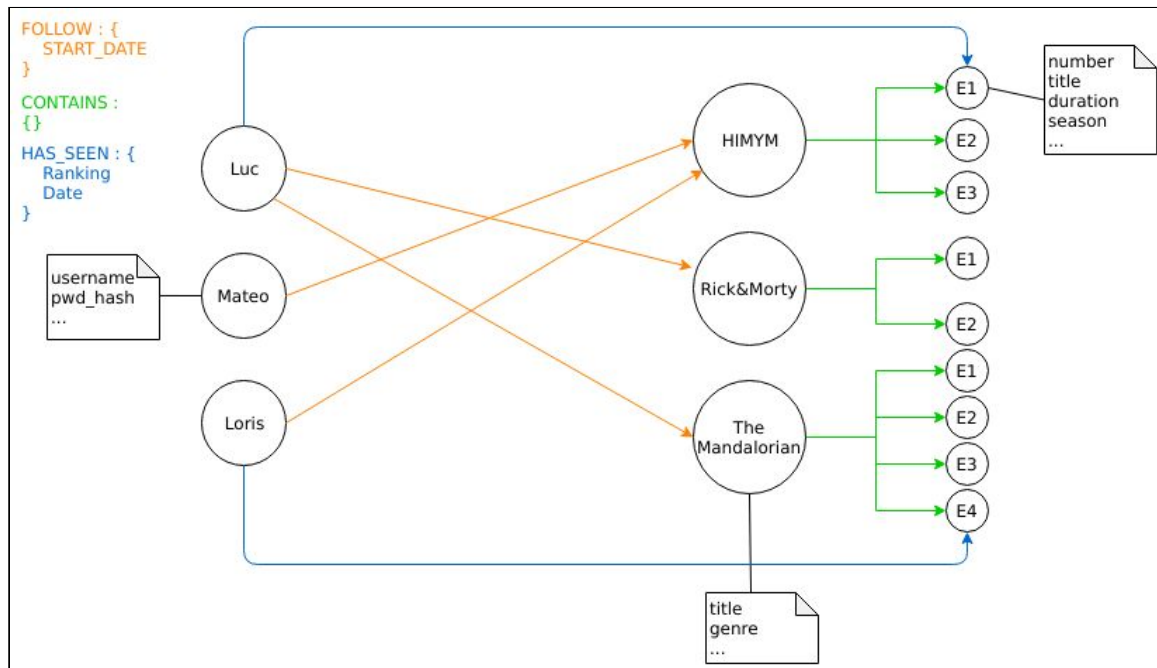 FOLLOW : {
START_DATE
}
CONTAINS :
{}
HAS_SEEN : {
Ranking
Date
}
Luc
Mateo
Loris
username
pwd_hash
...
HIMYM
Rick&Morty
The
Mandalorian
title
genre
...
E1
E2
E3
E1
E2
E1
E2
E3
E4
number
title
duration
season
...